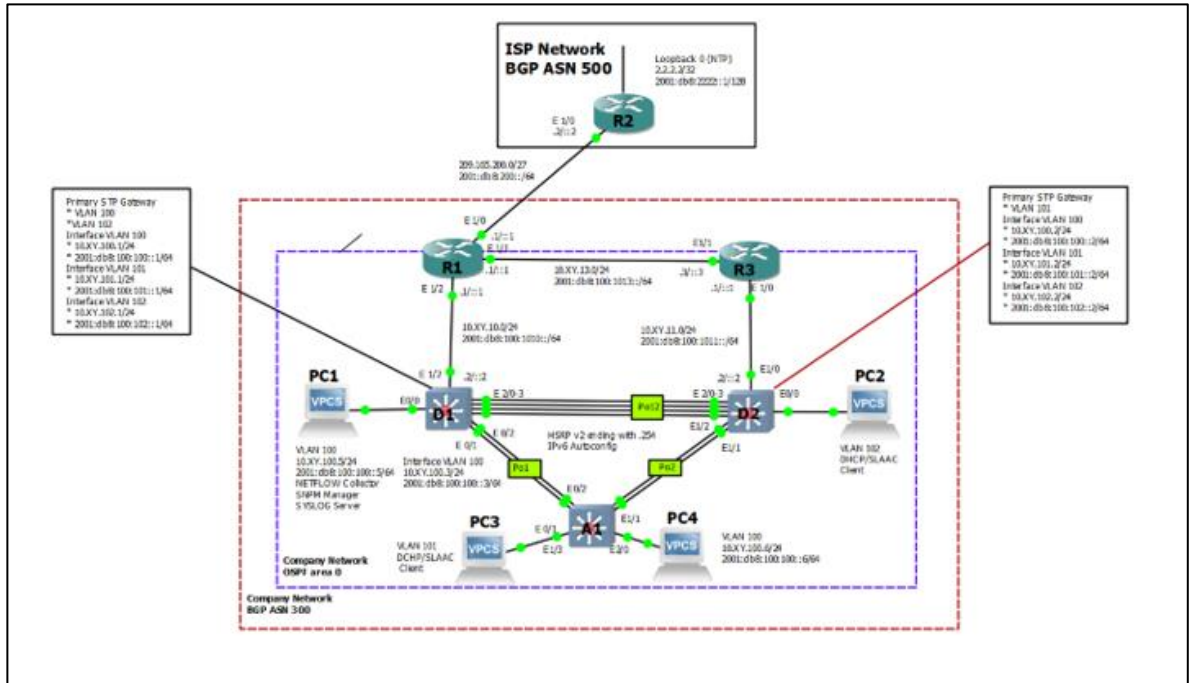 ISP Network
BGP ASN 500
Loopback 0 (NTP)
2.2.2.2/32
2001:db8:2222::1/128
R2
E 1/0
.2/::2
209.165.200.0/27
2001:db8:200::/64
Primary STP Gateway
* VLAN 100
*VLAN 102
Interface VLAN 100
* 10.XY.100.1/24
* 2001:db8:100:100::1/64
Interface VLAN 101
* 10.XY.101.1/24
* 2001:db8:100:101::1/64
Interface VLAN 102
* 10.XY.102.1/24
* 2001:db8:100:102::1/64
Primary STP Gateway
* VLAN 101
Interface VLAN 100
* 10.XY.100.2/24
* 2001:db8:100:100::2/64
Interface VLAN 101
* 10.XY.101.2/24
* 2001:db8:100:101::2/64
Interface VLAN 102
* 10.XY.102.2/24
* 2001:db8:100:102::2/64
E 1/0
.1/::1
R1
E 1/1
.1/::1
10.XY.13.0/24
2001:db8:100:1013::/64
E1/1
.3/::3
R3
E 1/2
.1/::1
.1/::1
E 1/0
10.XY.10.0/24
2001:db8:100:1010::/64
10.XY.11.0/24
2001:db8:100:1011::/64
E 1/2
.2/::2
E1/0
.2/::2
PC1
VPCS
E0/0
D1
E 2/0-3
Po12
E 2/0-3
D2
E0/0
PC2
VPCS
E 0/2
E 0/1
HSRP v2 ending with .254
IPv6 Autoconfig
E1/2
E1/1
VLAN 100
10.XY.100.5/24
2001:db8:100:100::5/64
NETFLOW Collector
SNPM Manager
SYSLOG Server
Interface VLAN 100
10.XY.100.3/24
2001:db8:100:100::3/64
Po1
Po2
VLAN 102
DHCP/SLAAC
Client
E0/2
E 0/1
A1
E1/1
PC3
VPCS
VLAN 101
DCHP/SLAAC
Client
E1/3
E2/0
PC4
VPCS
VLAN 100
10.XY.100.6/24
2001:db8:100:100::6/64
Company Network
OSPF area 0
Company Network
BGP ASN 300